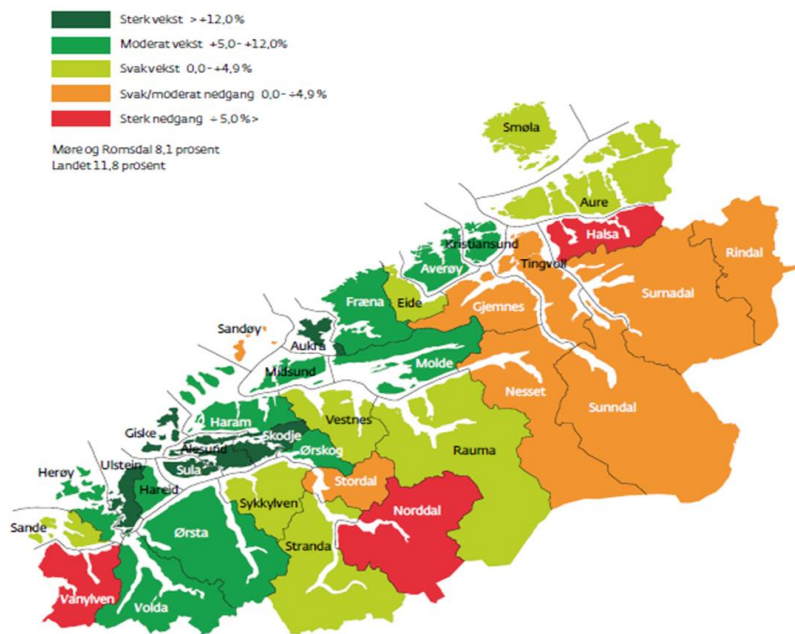 Sterk vekst > +12,0%
Moderat vekst +5,0- +12,0%
Svak vekst 0,0- +4,9 %
Svak/moderat nedgang 0,0- ÷4,9 %
Sterk nedgang ÷ 5,0% >
Møre og Romsdal 8,1 prosent
Landet 11,8 prosent
Smøla
Aure
Halsa
Kristiansund
Rindal
Averøy
Tingvoll
Surnadal
Fræna
Eide
Gjemnes
Sandøy
Aukra
Molde
Midsund
Nesset
Sunndal
Haram
Vestnes
Giske
Skodje
Rauma
Ålesund
Ørskog
Ulstein
Sula
Herøy
Hareid
Stordal
Sykkylven
Norddal
Sande
Ørsta
Stranda
Vanylven
Volda